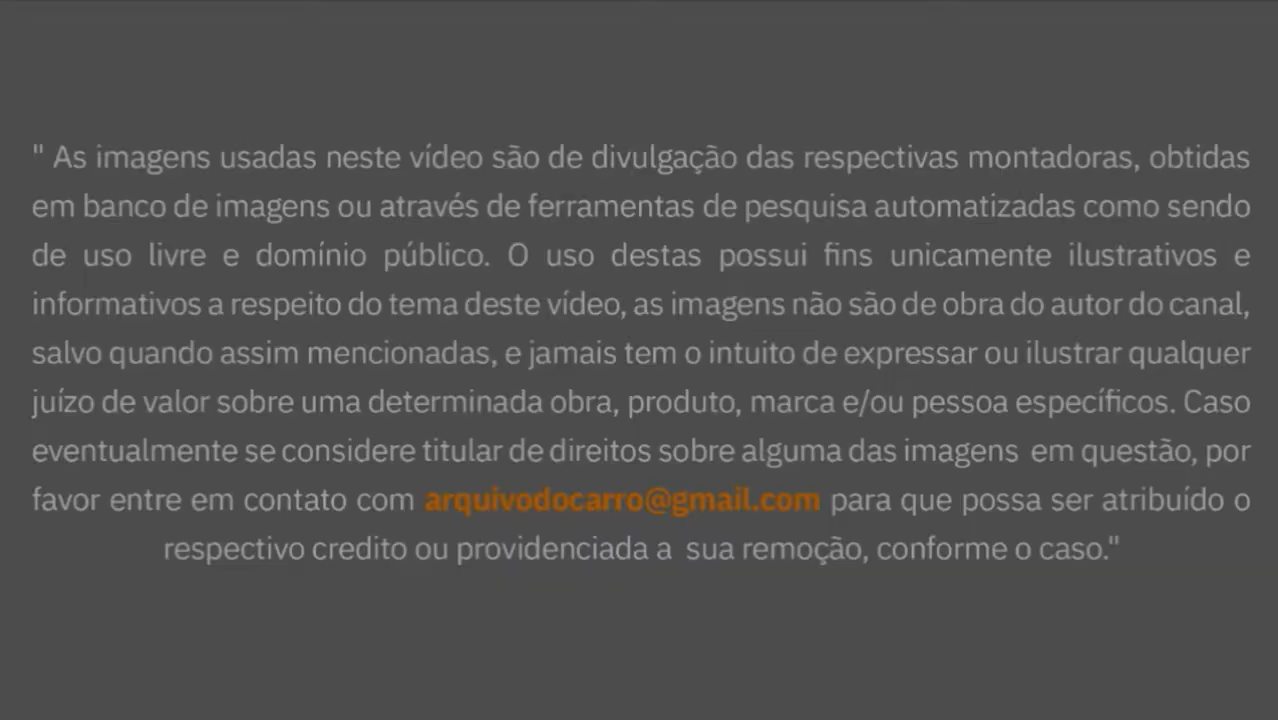 " As imagens usadas neste vídeo são de divulgação das respectivas montadoras, obtidas
em banco de imagens ou através de ferramentas de pesquisa automatizadas como sendo
de uso livre e domínio público. O uso destas possui fins unicamente ilustrativos e
informativos a respeito do tema deste vídeo, as imagens não são de obra do autor do canal,
salvo quando assim mencionadas, e jamais tem o intuito de expressar ou ilustrar qualquer
juízo de valor sobre uma determinada obra, produto, marca e/ou pessoa específicos. Caso
eventualmente se considere titular de direitos sobre alguma das imagens em questão, por
favor entre em contato com arquivodocarro@gmail.com para que possa ser atribuído o
respectivo credito ou providenciada a sua remoção, conforme o caso."